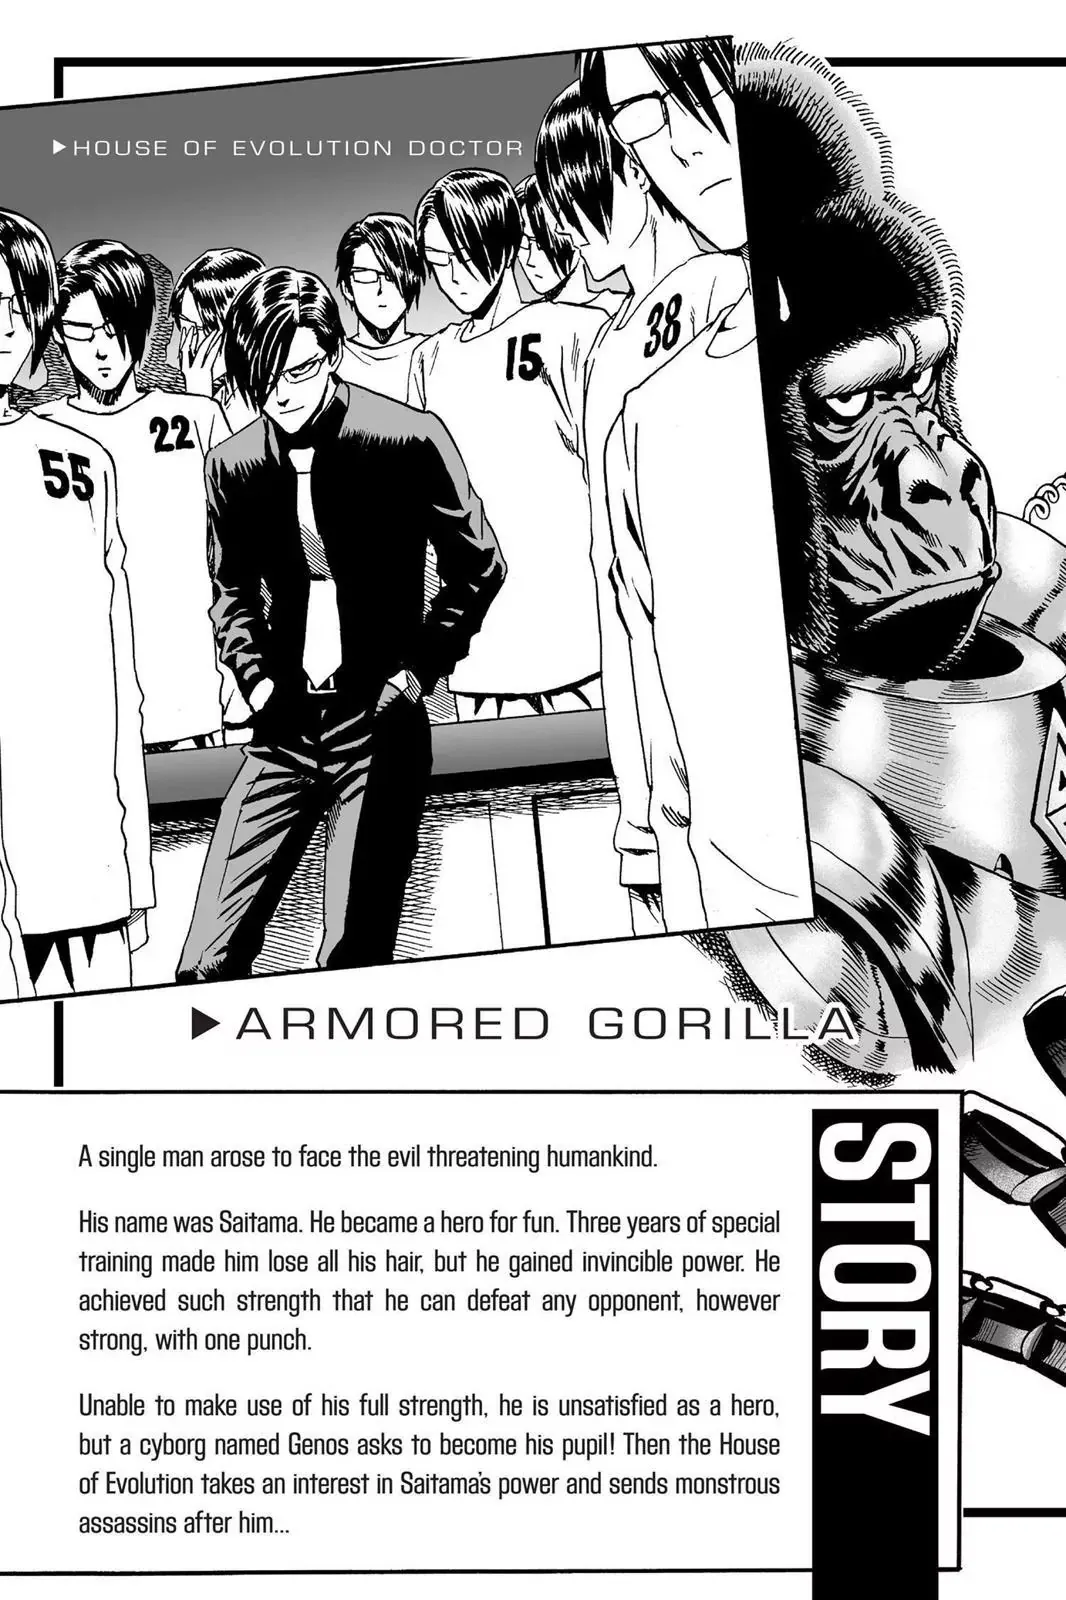 ▶HOUSE OF EVOLUTION DOCTOR
38
15
22
55
▶ARMORED GORILLA
STORY
A single man arose to face the evil threatening humankind.
His name was Saitama. He became a hero for fun. Three years of special
training made him lose all his hair, but he gained invincible power. He
achieved such strength that he can defeat any opponent, however
strong, with one punch.
Unable to make use of his full strength, he is unsatisfied as a hero,
but a cyborg named Genos asks to become his pupil! Then the House
of Evolution takes an interest in Saitama's power and sends monstrous
assassins after him...